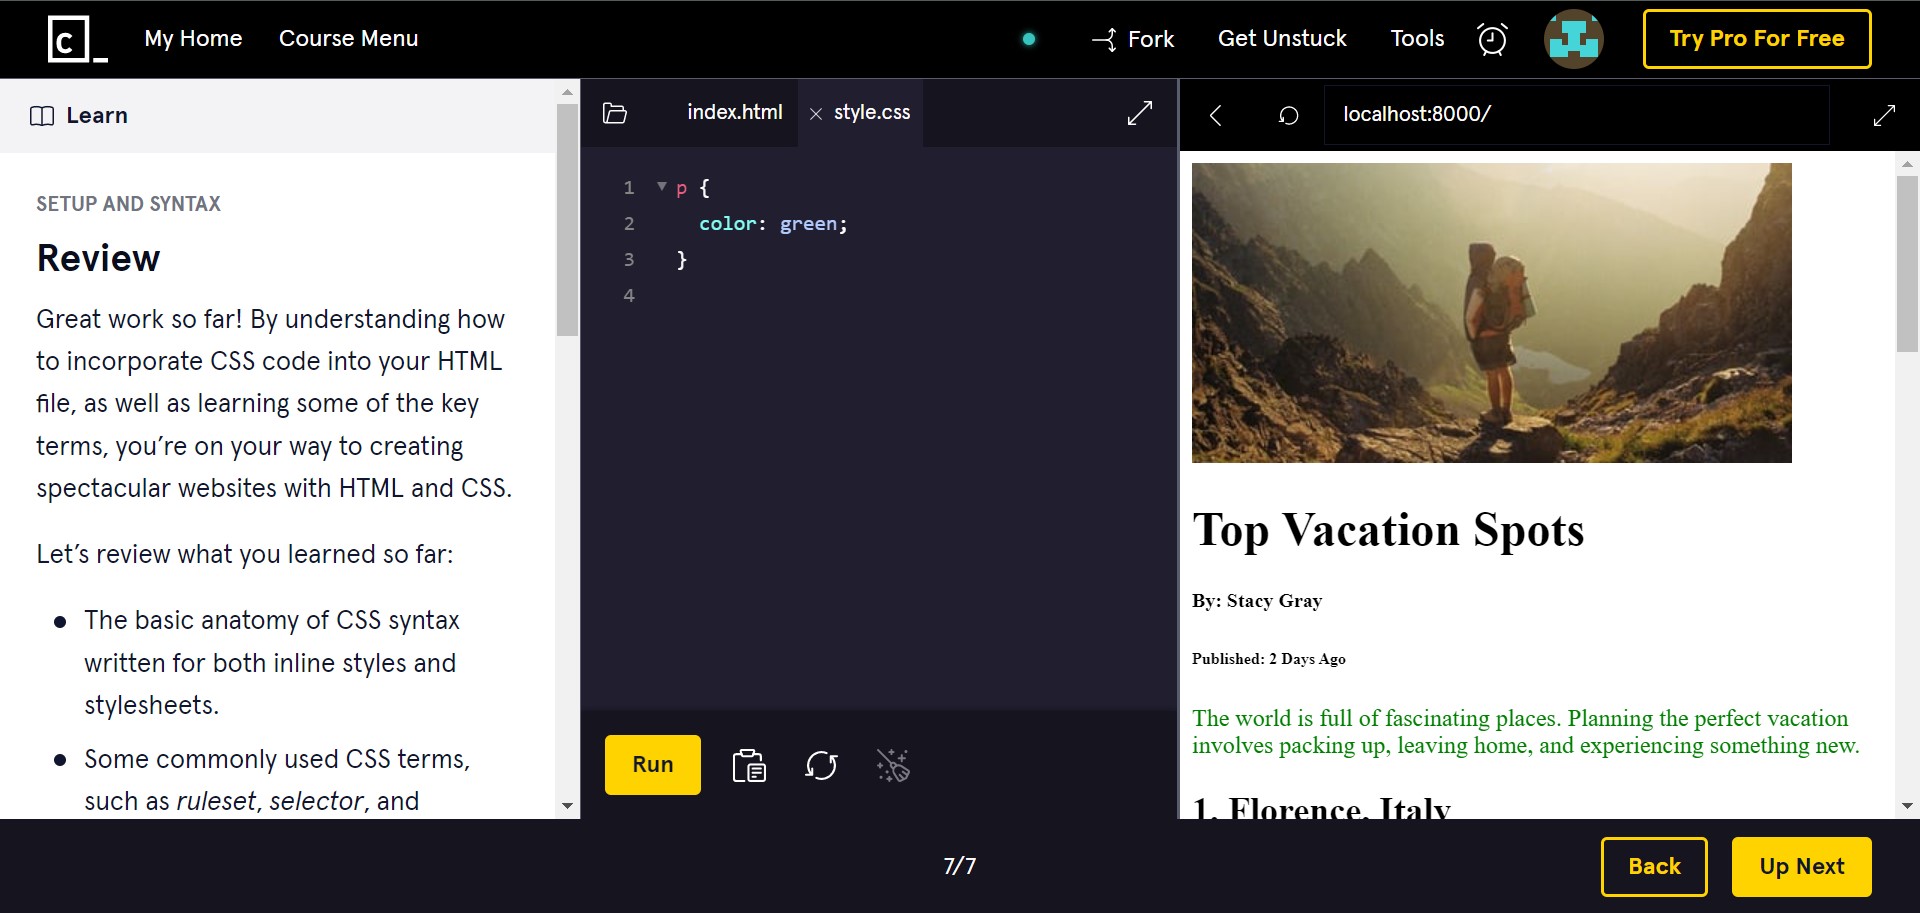 c_
My Home
Course Menu
Fork
Get Unstuck
Tools
Try Pro For Free
Learn
SETUP AND SYNTAX
Review
Great work so far! By understanding how
to incorporate CSS code into your HTML
file, as well as learning some of the key
terms, you’re on your way to creating
spectacular websites with HTML and CSS.
Let’s review what you learned so far:
The basic anatomy of CSS syntax
written for both inline styles and
stylesheets.
Some commonly used CSS terms,
such as ruleset, selector, and
index.html
style.css
1 p {
2 color: green;
3 }
4
Run
localhost:8000/
Top Vacation Spots
By: Stacy Gray
Published: 2 Days Ago
The world is full of fascinating places. Planning the perfect vacation
involves packing up, leaving home, and experiencing something new.
1. Florence, Italy
7/7
Back
Up Next